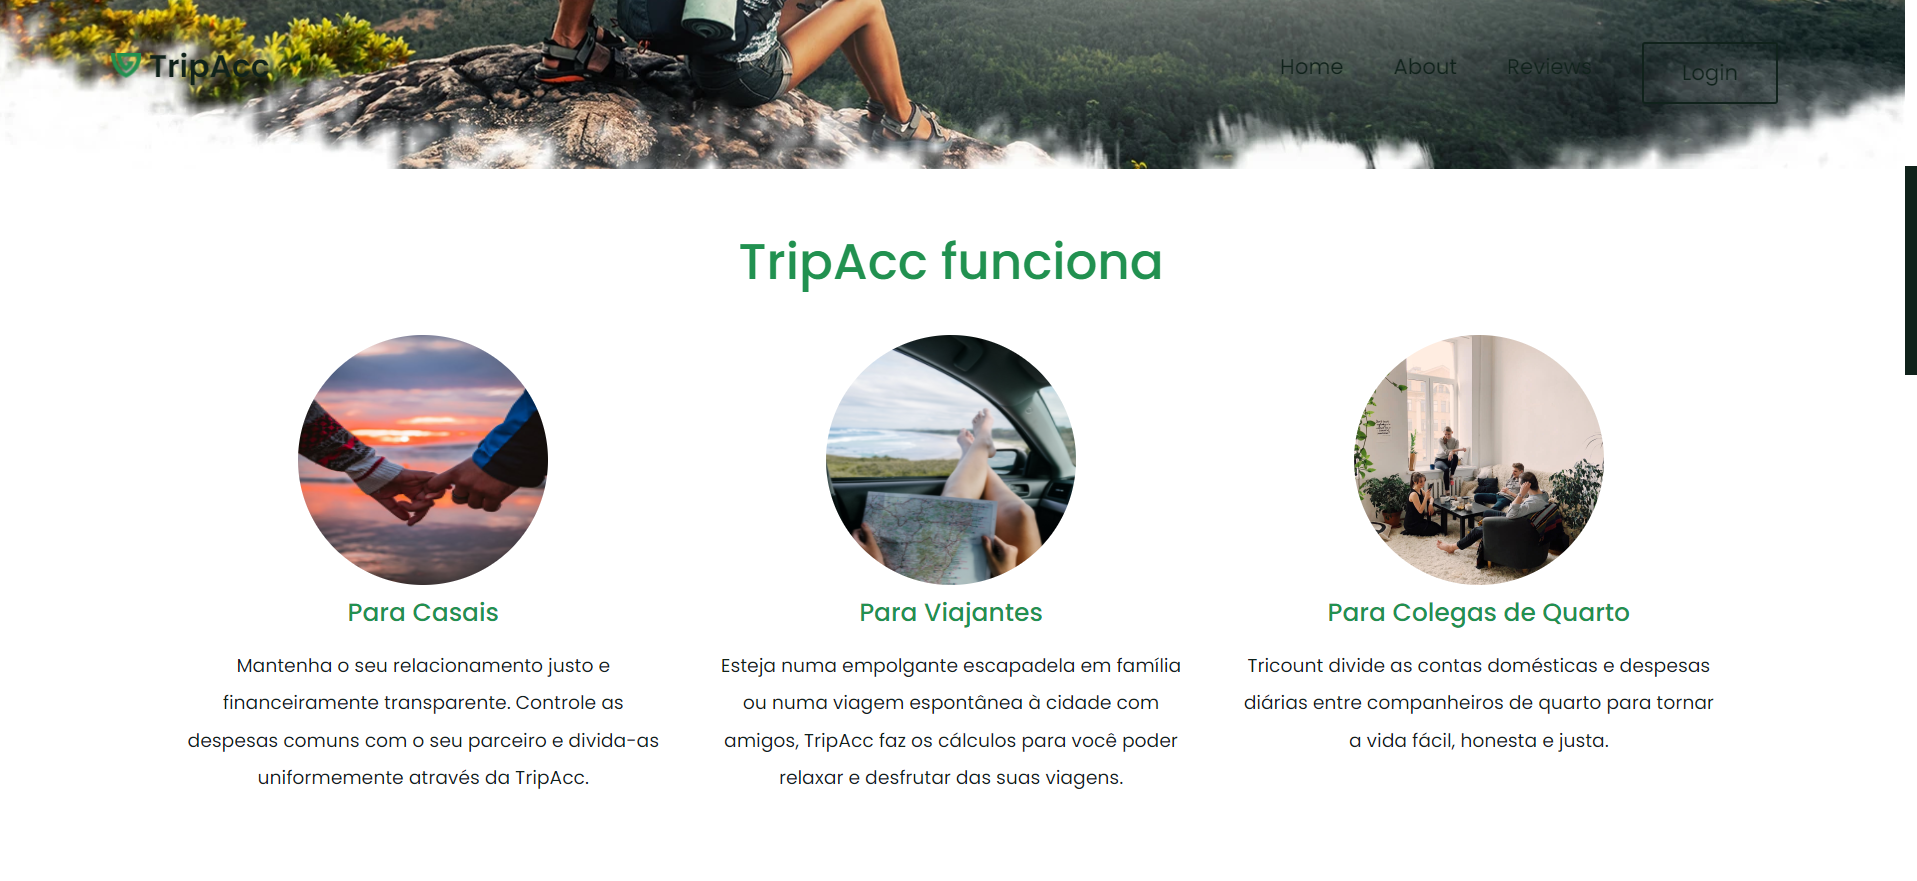 TripAcc
Home About Reviews Login
TripAcc funciona
Para Casais
Mantenha o seu relacionamento justo e
financeiramente transparente. Controle as
despesas comuns com o seu parceiro e divida-as
uniformemente através da TripAcc.
Para Viajantes
Esteja numa empolgante escapadela em família
ou numa viagem espontânea à cidade com
amigos, TripAcc faz os cálculos para você poder
relaxar e desfrutar das suas viagens.
Para Colegas de Quarto
Tricount divide as contas domésticas e despesas
diárias entre companheiros de quarto para tornar
a vida fácil, honesta e justa.